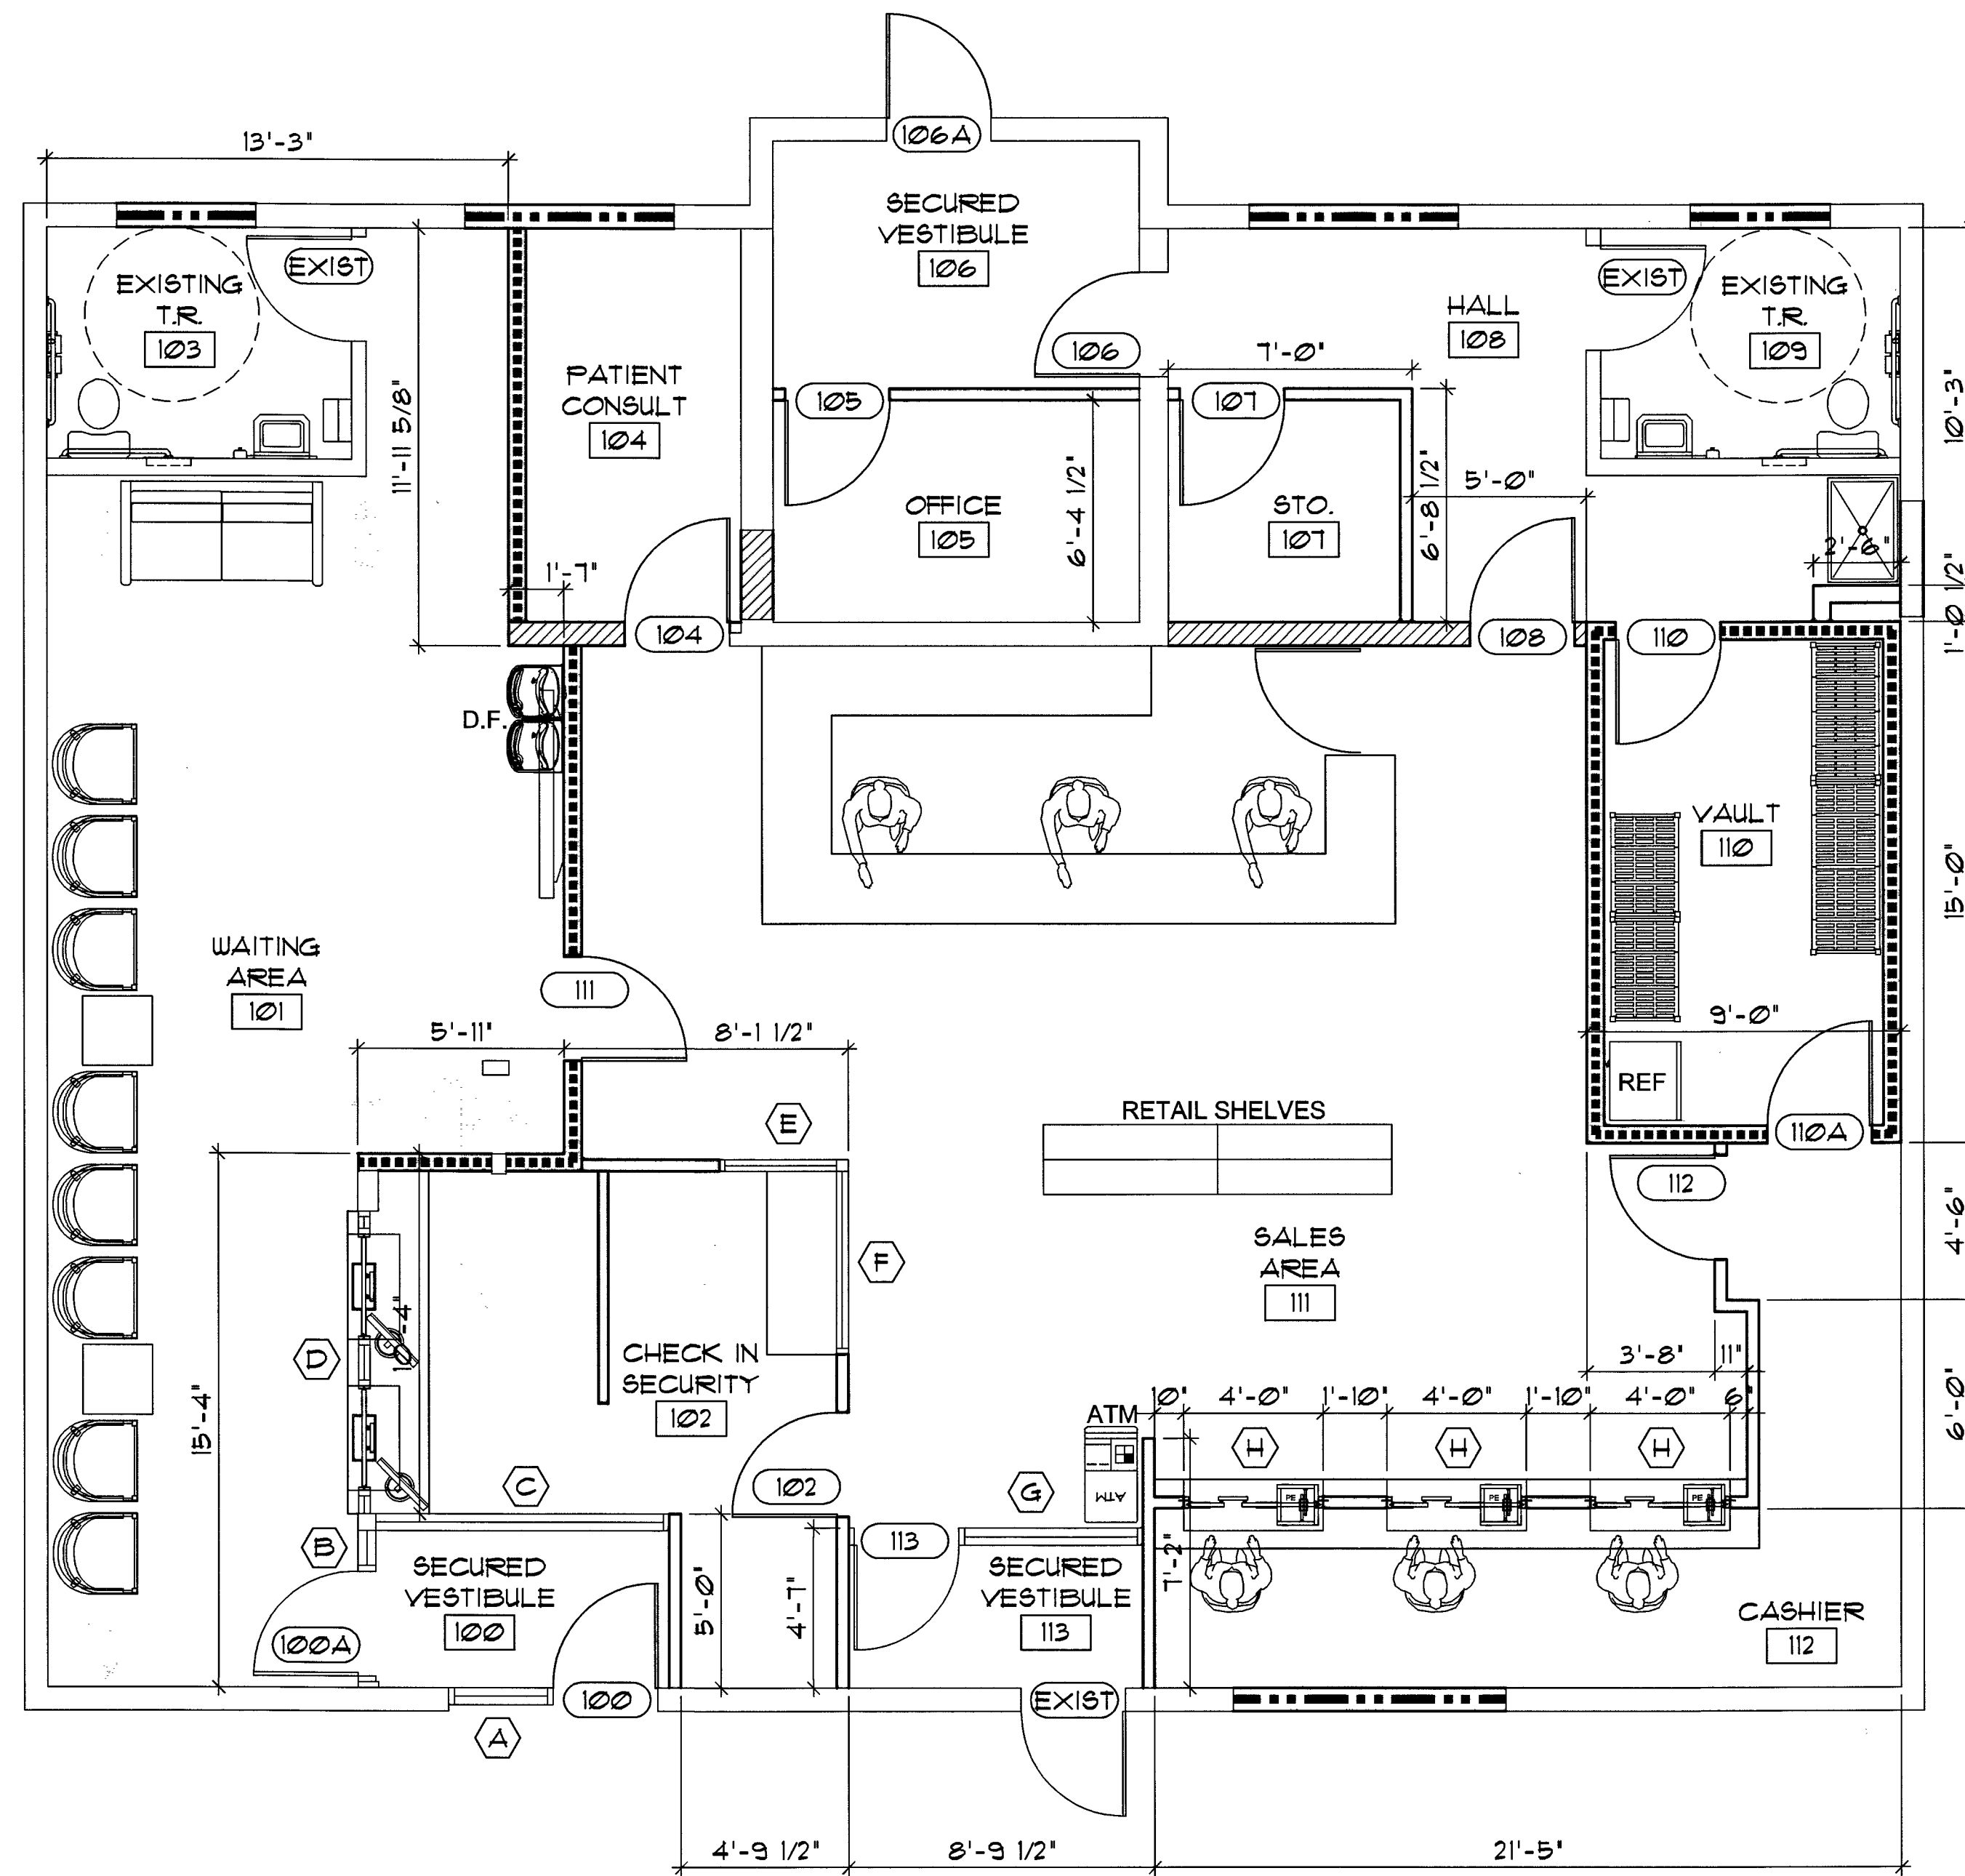 106A
13'-3"
SECURED
VESTIBULE
106
EXIST
EXISTING
T.R.
103
EXIST
EXISTING
T.R.
109
HALL
108
106
7'-0"
PATIENT
CONSULT
104
105
107
11'-11 5/8"
10'-3"
OFFICE
105
6'-4 1/2"
STO.
107
6'-8 1/2"
5'-0"
2'-6"
1'-7"
1'-0 1/2"
104
108
110
D.F.
VAULT
110
15'-0"
WAITING
AREA
101
111
5'-11"
8'-1 1/2"
9'-0"
REF
RETAIL SHELVES
E
110A
112
SALES
AREA
111
F
4'-6"
D
CHECK IN
SECURITY
102
3'-8"
11"
10"
4'-0"
1'-10"
4'-0"
1'-10"
4'-0"
6"
6'-0"
15'-4"
ATM
H
H
H
C
102
G
ATM
PE
PE
PE
B
113
SECURED
VESTIBULE
100
SECURED
VESTIBULE
113
7'-2"
5'-0"
4'-7"
100A
CASHIER
112
100
EXIST
A
4'-9 1/2"
8'-9 1/2"
21'-5"